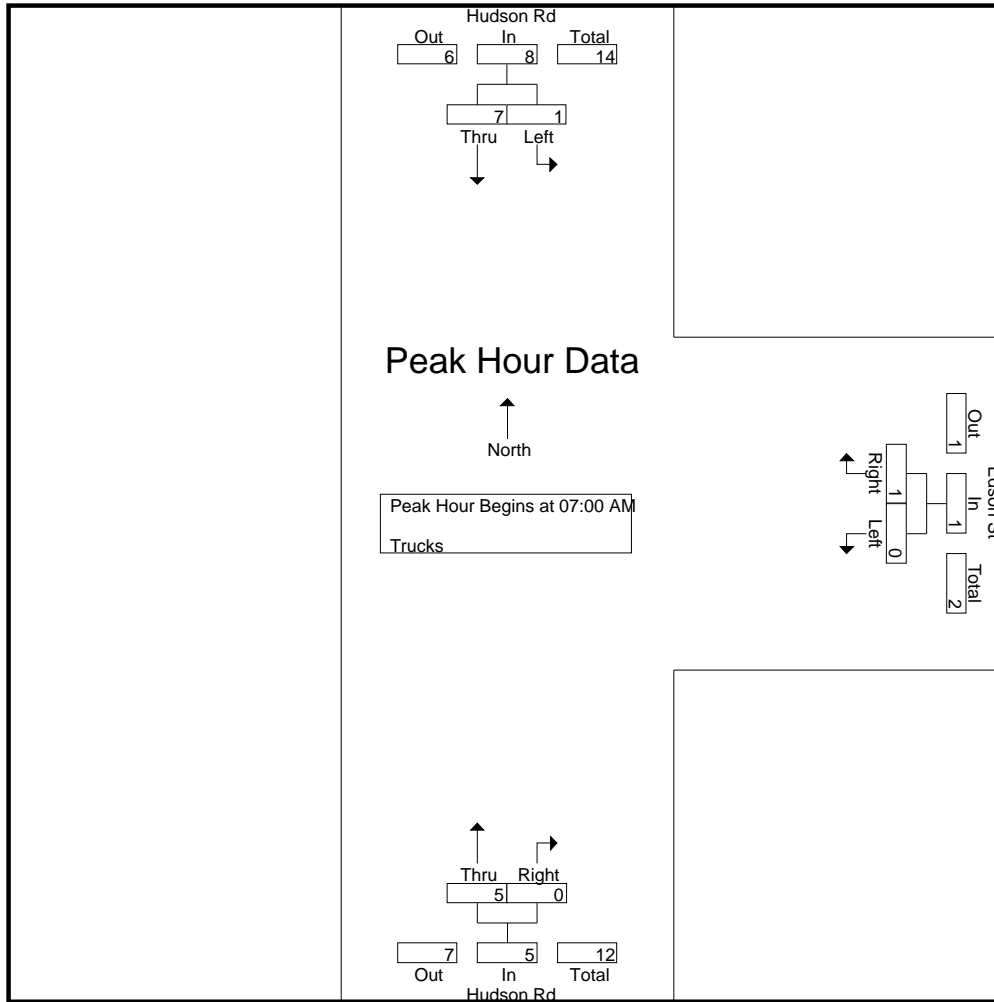 Hudson Rd
Out In Total
6 8 14
7 1
Thru Left
Peak Hour Data
North
Peak Hour Begins at 07:00 AM
Trucks
Right Left
1 0
Out In Total
1 1 2
Edson St
Thru Right
5 0
7 5 12
Out In Total
Hudson Rd